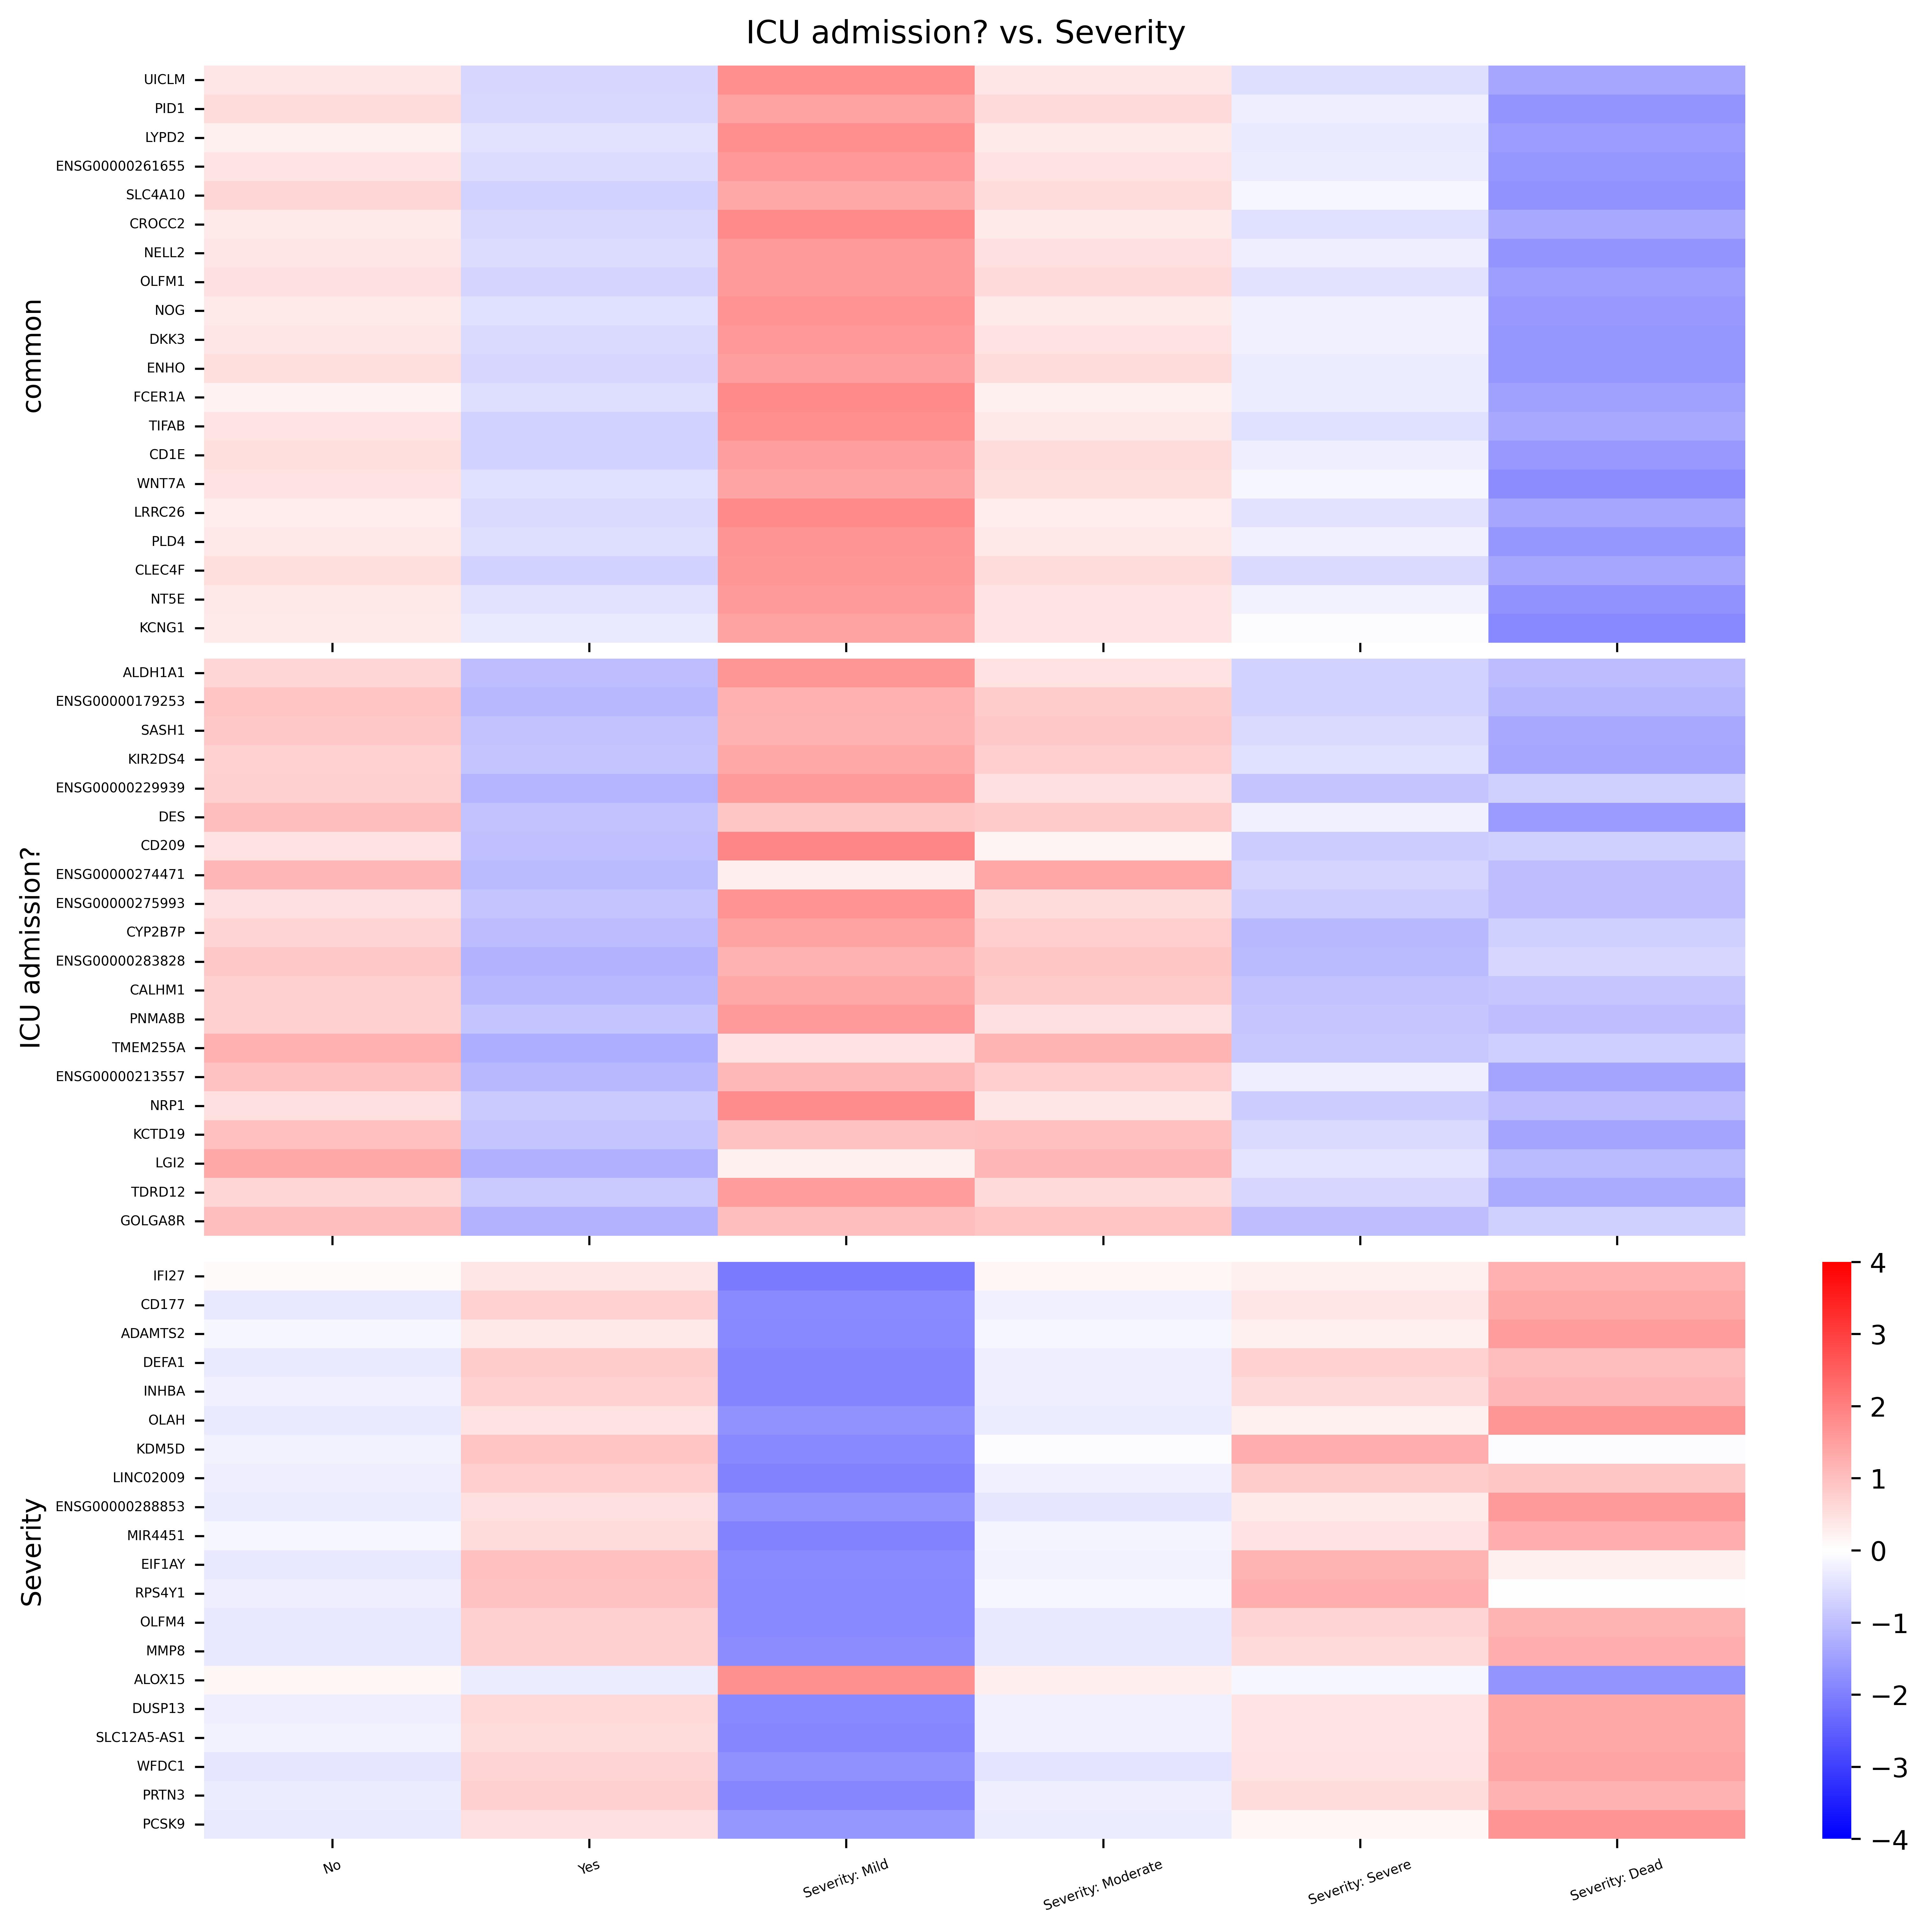 ICU admission? vs. Severity
common
UICLM
PID1
LYPD2
ENSG00000261655
SLC4A10
CROCC2
NELL2
OLFM1
NOG
DKK3
ENHO
FCER1A
TIFAB
CD1E
WNT7A
LRRC26
PLD4
CLEC4F
NT5E
KCNG1
ICU admission?
ALDH1A1
ENSG00000179253
SASH1
KIR2DS4
ENSG00000229939
DES
CD209
ENSG00000274471
ENSG00000275993
CYP2B7P
ENSG00000283828
CALHM1
PNMA8B
TMEM255A
ENSG00000213557
NRP1
KCTD19
LGI2
TDRD12
GOLGA8R
Severity
IFI27
CD177
ADAMTS2
DEFA1
INHBA
OLAH
KDM5D
LINC02009
ENSG00000288853
MIR4451
EIF1AY
RPS4Y1
OLFM4
MMP8
ALOX15
DUSP13
SLC12A5-AS1
WFDC1
PRTN3
PCSK9
No
Yes
Severity: Mild
Severity: Moderate
Severity: Severe
Severity: Dead
4
3
2
1
0
−1
−2
−3
−4